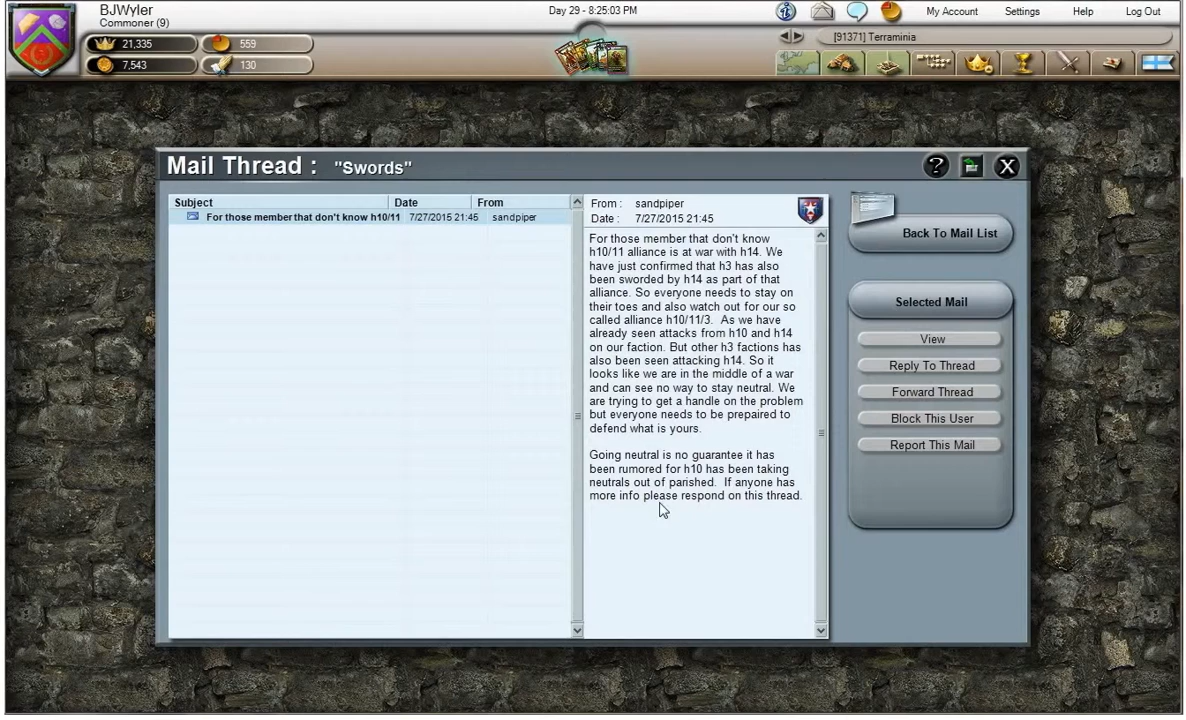 BJWyler
Commoner (9)
21,335
559
7,543
130
Day 29 - 8:25:03 PM
My Account
Settings
Help
Log Out
[91371] Terraminia
Mail Thread : "Swords"
?
X
Subject
Date
From
For those member that don't know h10/11
7/27/2015 21:45
sandpiper
From : sandpiper
Date : 7/27/2015 21:45
For those member that don't know
h10/11 alliance is at war with h14. We
have just confirmed that h3 has also
been sworded by h14 as part of that
alliance. So everyone needs to stay on
their toes and also watch out for our so
called alliance h10/11/3. As we have
already seen attacks from h10 and h14
on our faction. But other h3 factions has
also been seen attacking h14. So it
looks like we are in the middle of a war
and can see no way to stay neutral. We
are trying to get a handle on the problem
but everyone needs to be prepaired to
defend what is yours.
Going neutral is no guarantee it has
been rumored for h10 has been taking
neutrals out of parished. If anyone has
more info please respond on this thread.
Back To Mail List
Selected Mail
View
Reply To Thread
Forward Thread
Block This User
Report This Mail